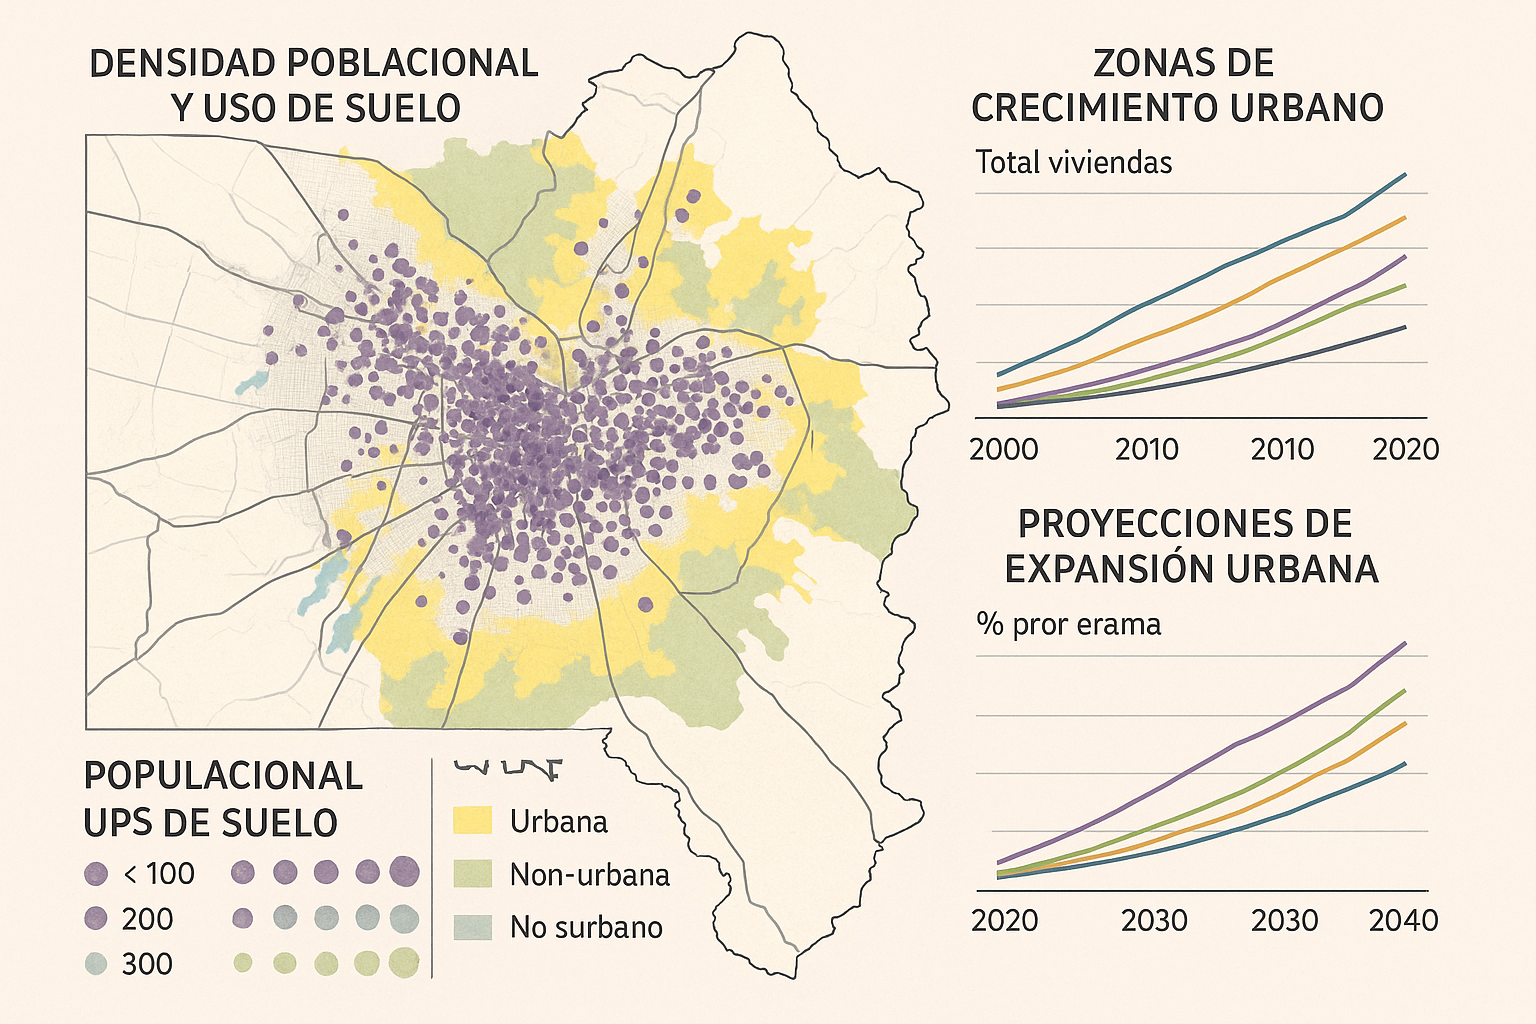 DENSIDAD POBLACIONAL
Y USO DE SUELO
ZONAS DE
CRECIMIENTO URBANO
Total viviendas
2000 2010 2010 2020
PROYECCIONES DE
EXPANSIÓN URBANA
% pror erama
2020 2030 2030 2040
POPULACIONAL
UPS DE SUELO
< 100
200
300
Urbana
Non-urbana
No surbano